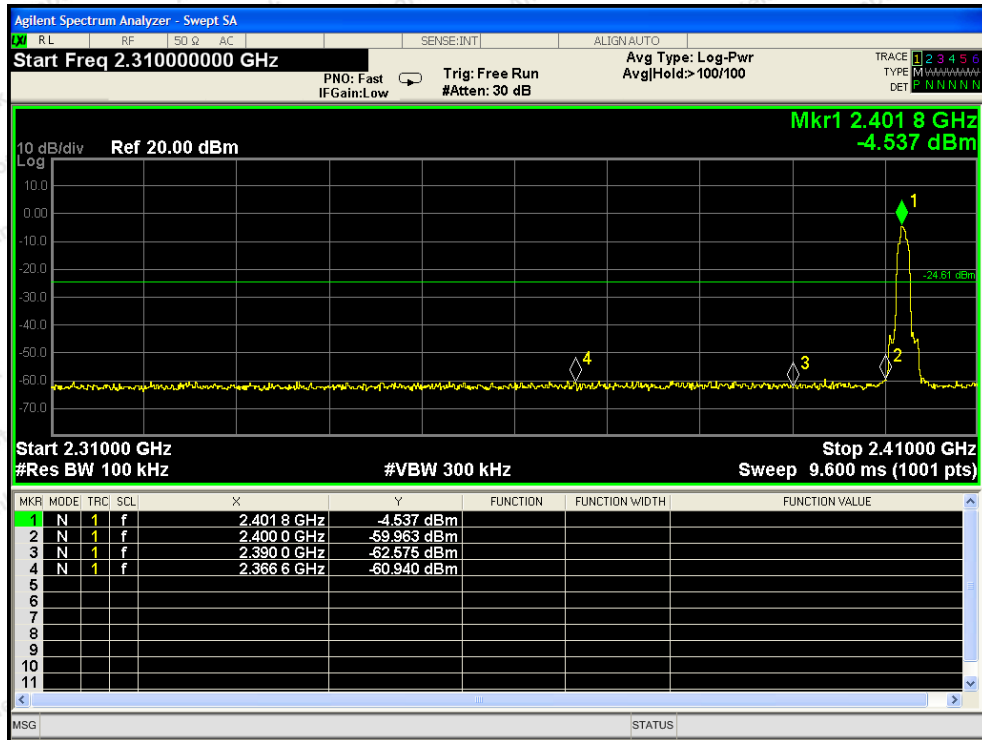 Agilent Spectrum Analyzer - Swept SA
LXI RL RF 50 Ω AC SENSE:INT ALIGNAUTO
Start Freq 2.310000000 GHz
PNO: Fast
IFGain:Low
Trig: Free Run
#Atten: 30 dB
Avg Type: Log-Pwr
Avg|Hold:>100/100
TRACE 1 2 3 4 5 6
TYPE M WWWWW
DET P N N N N N
Mkr1 2.401 8 GHz
-4.537 dBm
10 dB/div Ref 20.00 dBm
Log
10.0
0.00
-10.0
-20.0
-30.0
-40.0
-50.0
-60.0
-70.0
1
-24.61 dBm
4
3
2
Start 2.31000 GHz Stop 2.41000 GHz
#Res BW 100 kHz #VBW 300 kHz Sweep 9.600 ms (1001 pts)
MKR MODE TRC SCL X Y FUNCTION FUNCTION WIDTH FUNCTION VALUE
1 N 1 f 2.401 8 GHz -4.537 dBm
2 N 1 f 2.400 0 GHz -59.963 dBm
3 N 1 f 2.390 0 GHz -62.575 dBm
4 N 1 f 2.366 6 GHz -60.940 dBm
5
6
7
8
9
10
11
MSG STATUS